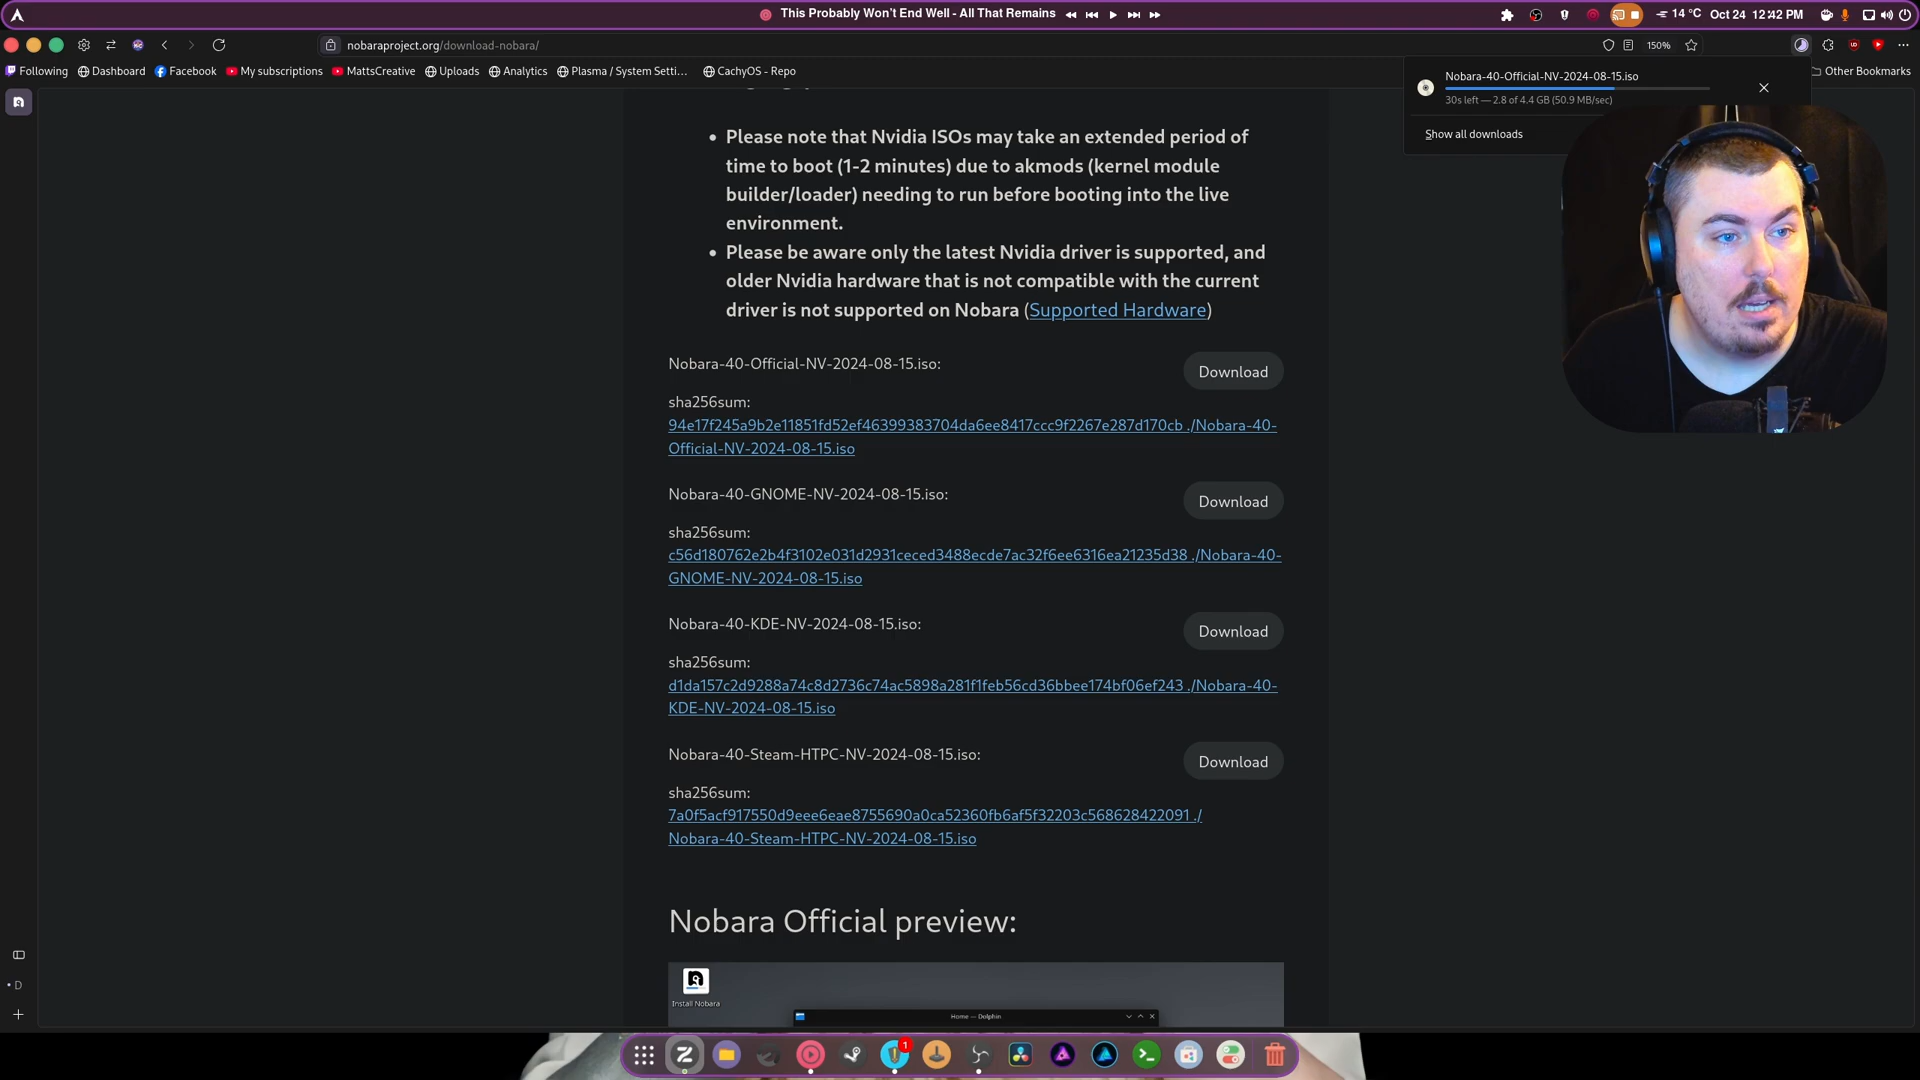 This Probably Won't End Well - All That Remains
14 °C
Oct 24 12:42 PM
nobaraproject.org/download-nobara/
150%
Following
Dashboard
Facebook
My subscriptions
MattsCreative
Uploads
Analytics
Plasma / System Setti...
CachyOS - Repo
Other Bookmarks
Nobara-40-Official-NV-2024-08-15.iso
30s left — 2.8 of 4.4 GB (50.9 MB/sec)
Show all downloads
Please note that Nvidia ISOs may take an extended period of
time to boot (1-2 minutes) due to akmods (kernel module
builder/loader) needing to run before booting into the live
environment.
Please be aware only the latest Nvidia driver is supported, and
older Nvidia hardware that is not compatible with the current
driver is not supported on Nobara (Supported Hardware)
Nobara-40-Official-NV-2024-08-15.iso:
Download
sha256sum:
94e17f245a9b2e11851fd52ef46399383704da6ee8417ccc9f2267e287d170cb ./Nobara-40-
Official-NV-2024-08-15.iso
Nobara-40-GNOME-NV-2024-08-15.iso:
Download
sha256sum:
c56d180762e2b4f3102e031d2931ceced3488ecde7ac32f6ee6316ea21235d38 ./Nobara-40-
GNOME-NV-2024-08-15.iso
Nobara-40-KDE-NV-2024-08-15.iso:
Download
sha256sum:
d1da157c2d9288a74c8d2736c74ac5898a281f1feb56cd36bbee174bf06ef243 ./Nobara-40-
KDE-NV-2024-08-15.iso
Nobara-40-Steam-HTPC-NV-2024-08-15.iso:
Download
sha256sum:
7a0f5acf917550d9eee6eae8755690a0ca52360fb6af5f32203c568628422091 ./
Nobara-40-Steam-HTPC-NV-2024-08-15.iso
Nobara Official preview:
Install Nobara
Home — Dolphin
D
1